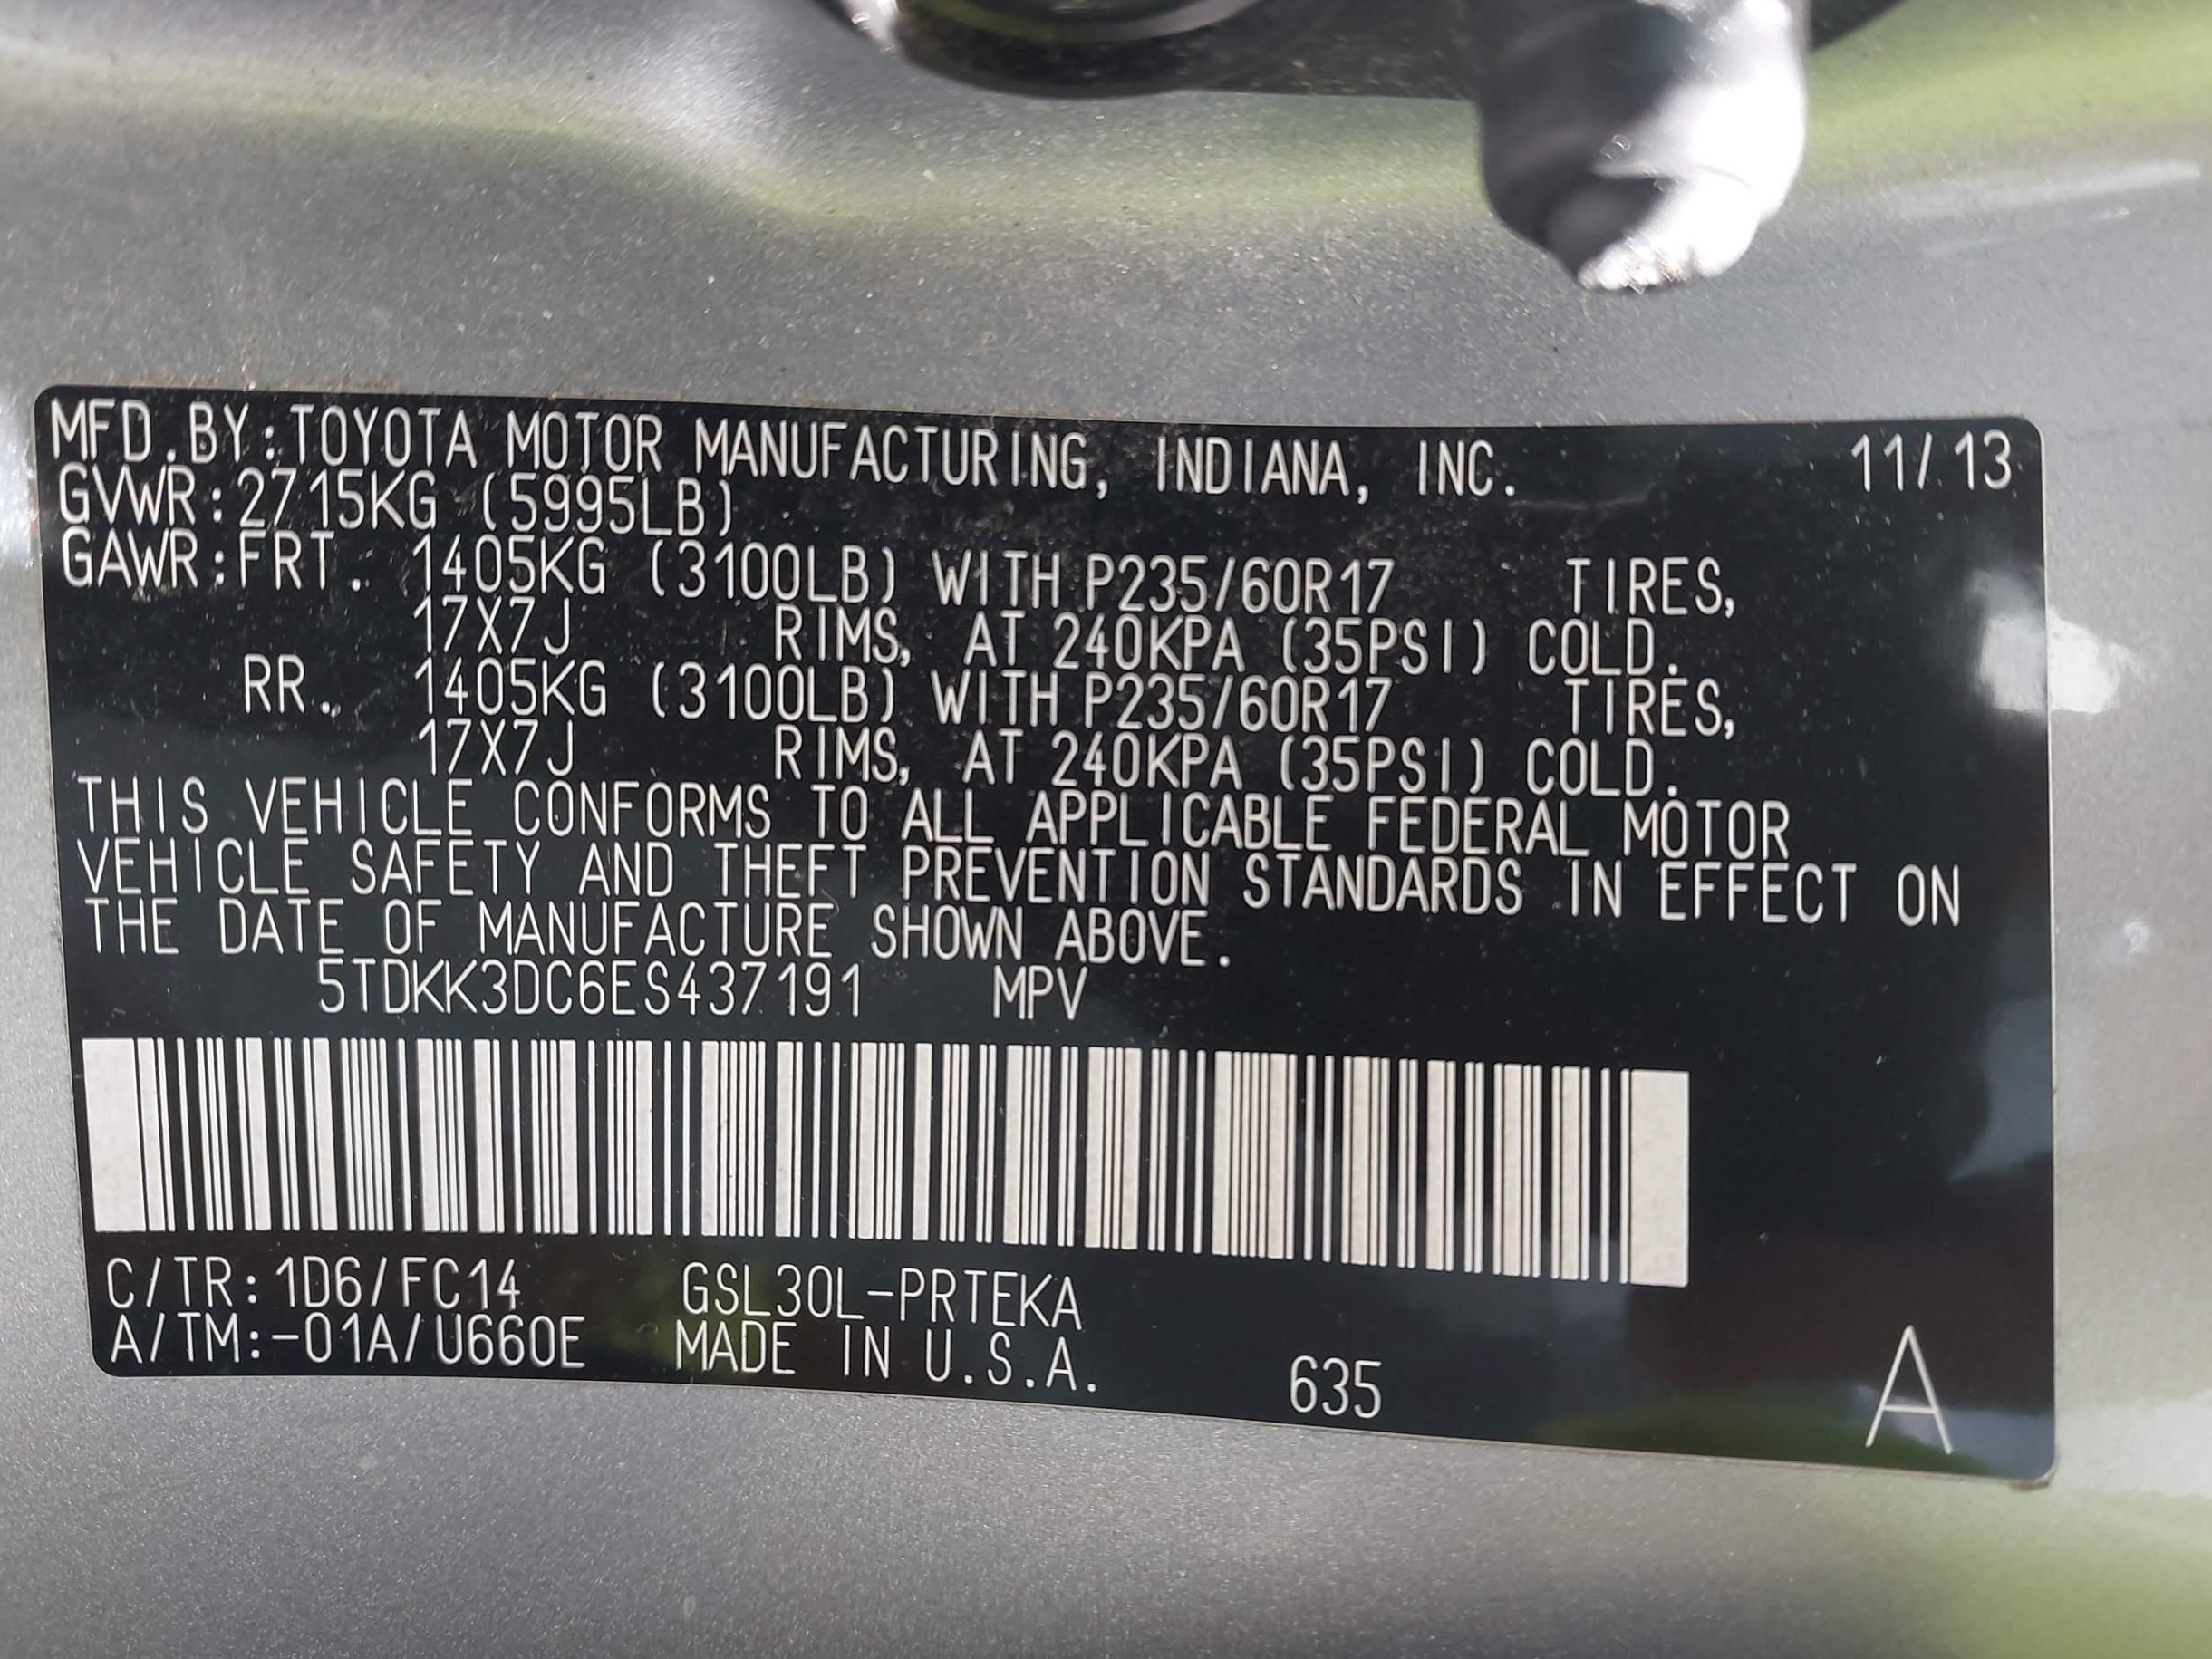 MFD.BY:TOYOTA MOTOR MANUFACTURING, INDIANA, INC. 11/13
GVWR:2715KG (5995LB)
GAWR:FRT. 1405KG (3100LB) WITH P235/60R17 TIRES,
17X7J RIMS, AT 240KPA (35PSI) COLD.
RR. 1405KG (3100LB) WITH P235/60R17 TIRES,
17X7J RIMS, AT 240KPA (35PSI) COLD.
THIS VEHICLE CONFORMS TO ALL APPLICABLE FEDERAL MOTOR
VEHICLE SAFETY AND THEFT PREVENTION STANDARDS IN EFFECT ON
THE DATE OF MANUFACTURE SHOWN ABOVE.
5TDKK3DC6ES437191 MPV
C/TR:1D6/FC14 GSL30L-PRTEKA
A/TM:-01A/U660E MADE IN U.S.A. 635 A